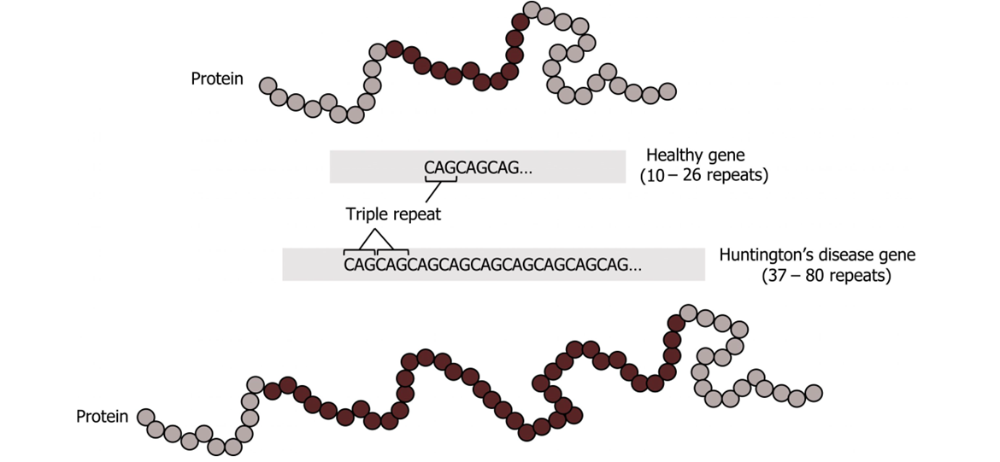 Protein
CAGCAGCAG...
Healthy gene
(10 – 26 repeats)
Triple repeat
CAGCAGCAGCAGCAGCAGCAGCAGCAG...
Huntington's disease gene
(37 – 80 repeats)
Protein